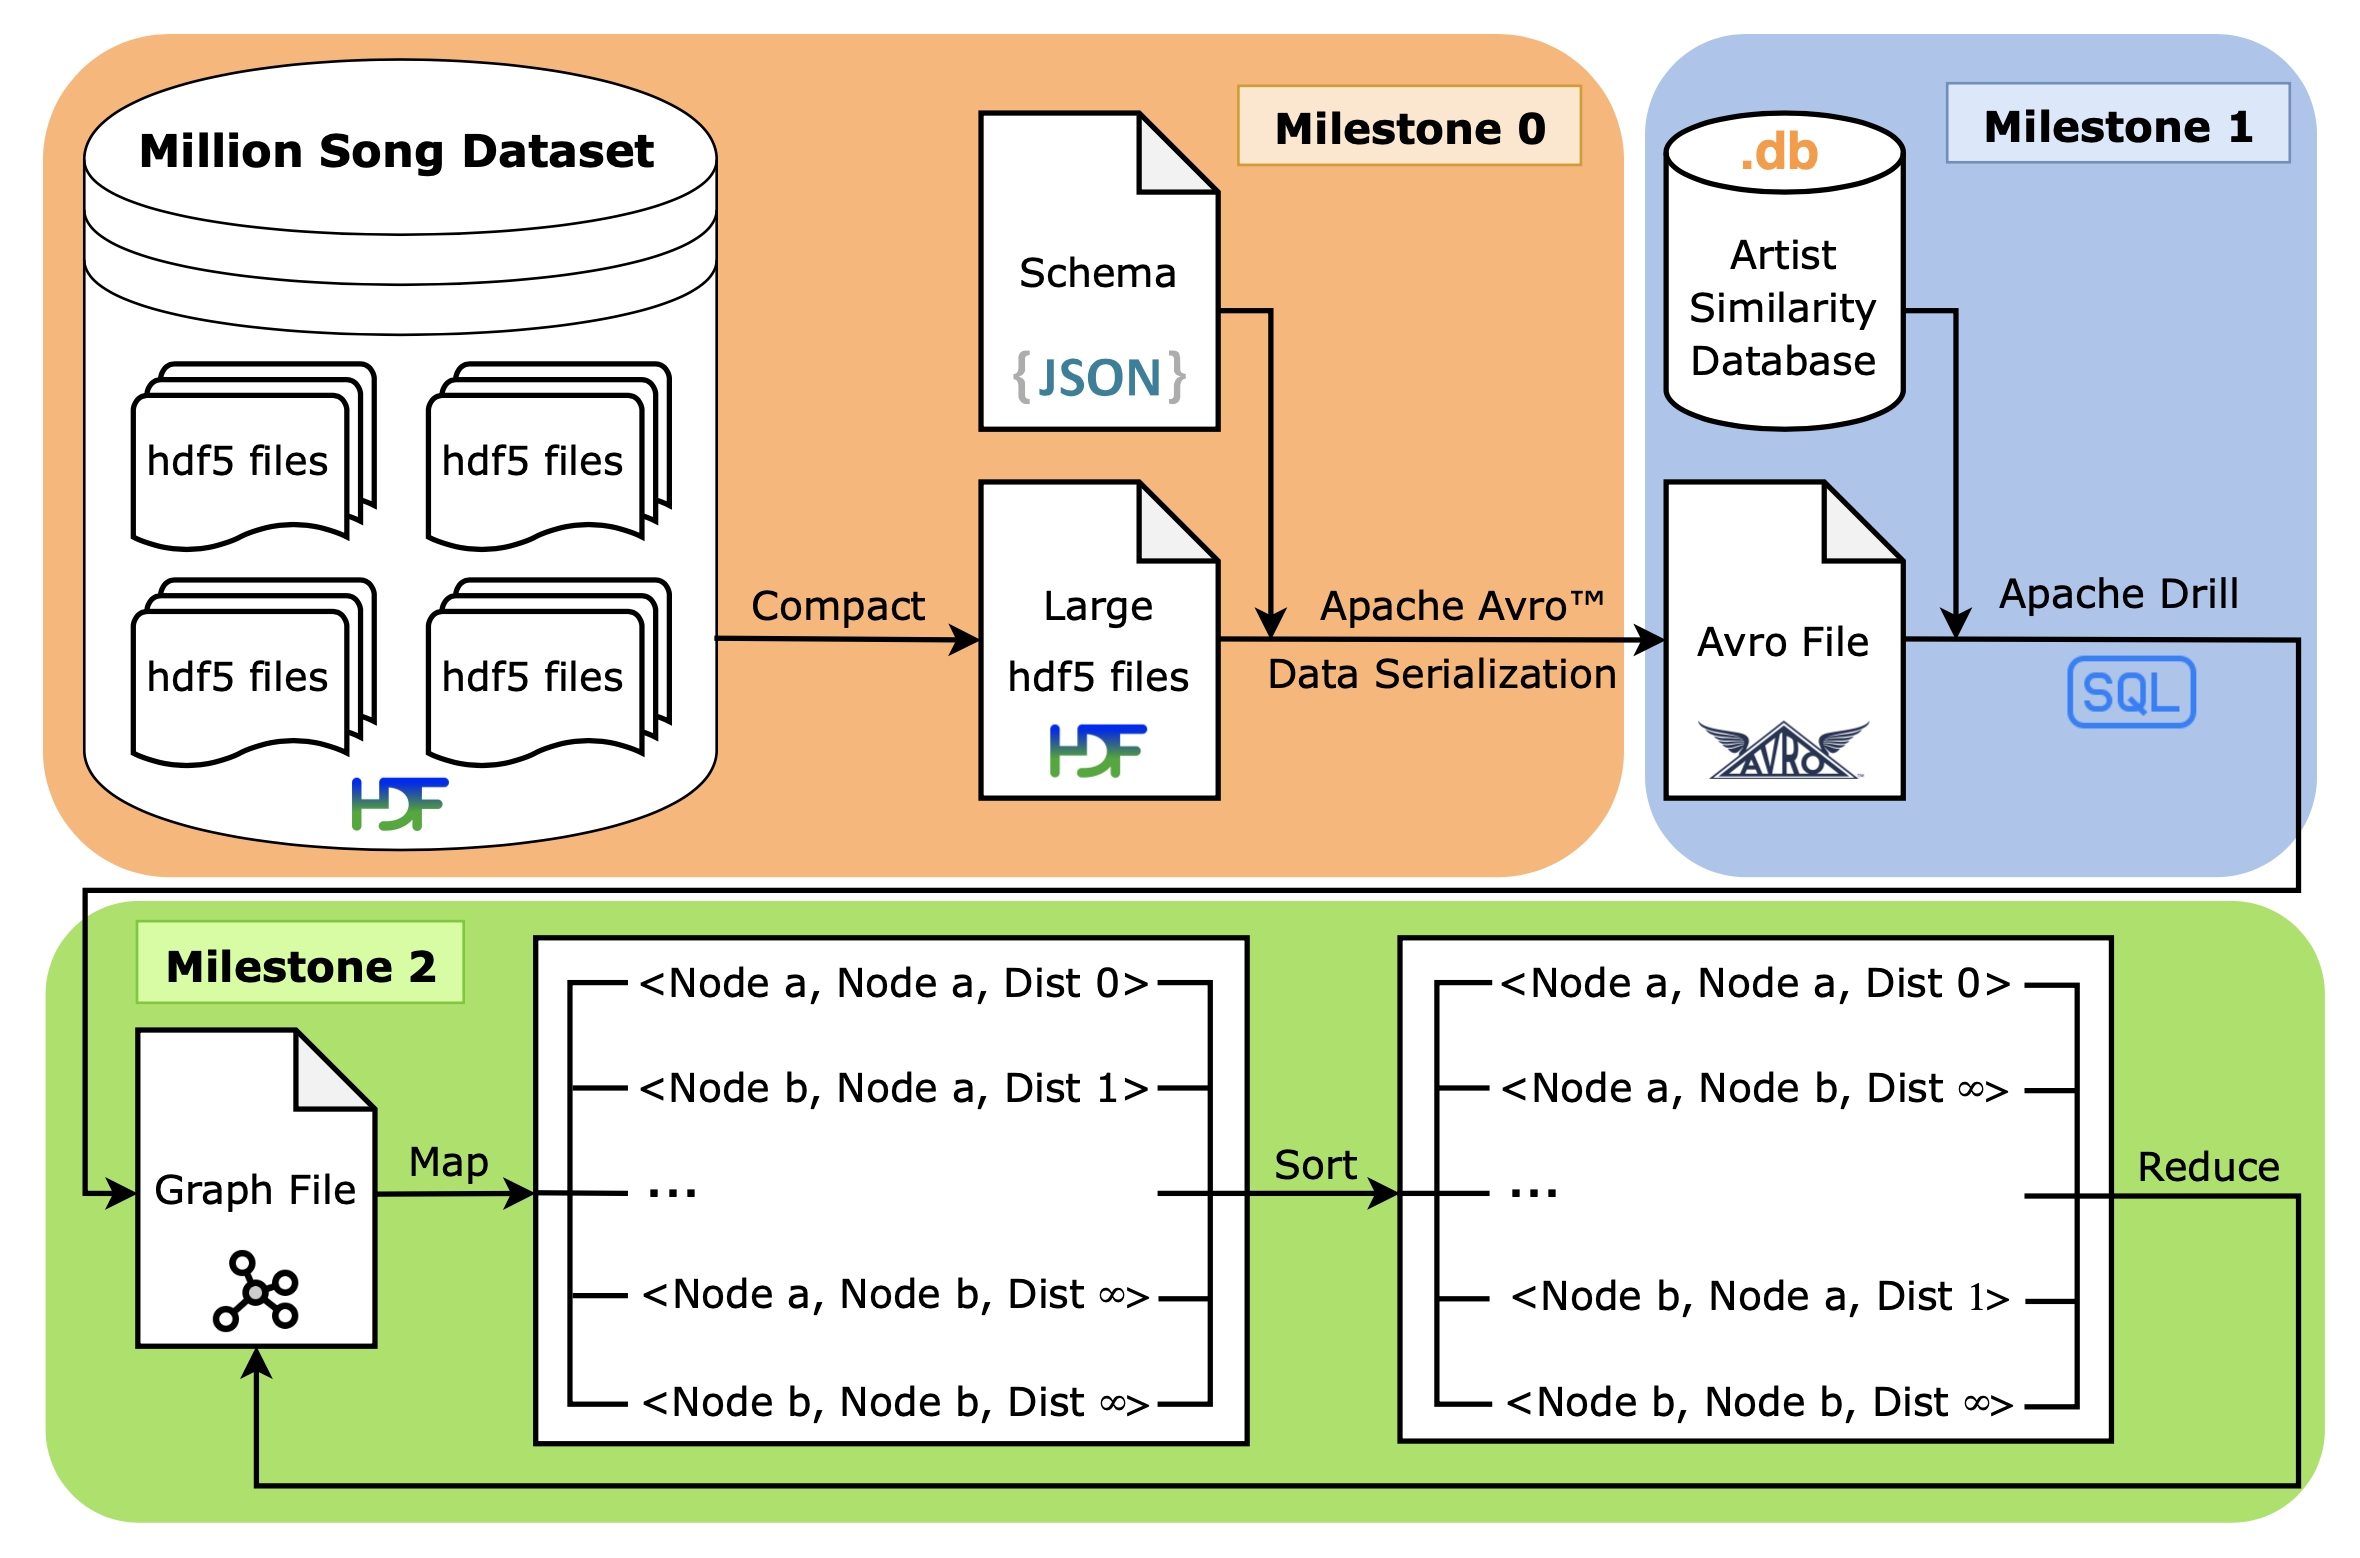 Million Song Dataset
hdf5 files
hdf5 files
hdf5 files
hdf5 files
HDF
Compact
Milestone 0
Schema
{JSON}
Large
hdf5 files
HDF
Apache Avro™
Data Serialization
Milestone 1
.db
Artist
Similarity
Database
Avro File
AVRO™
Apache Drill
SQL
Milestone 2
Graph File
Map
<Node a, Node a, Dist 0>
<Node b, Node a, Dist 1>
...
<Node a, Node b, Dist ∞>
<Node b, Node b, Dist ∞>
Sort
<Node a, Node a, Dist 0>
<Node a, Node b, Dist ∞>
...
<Node b, Node a, Dist 1>
<Node b, Node b, Dist ∞>
Reduce